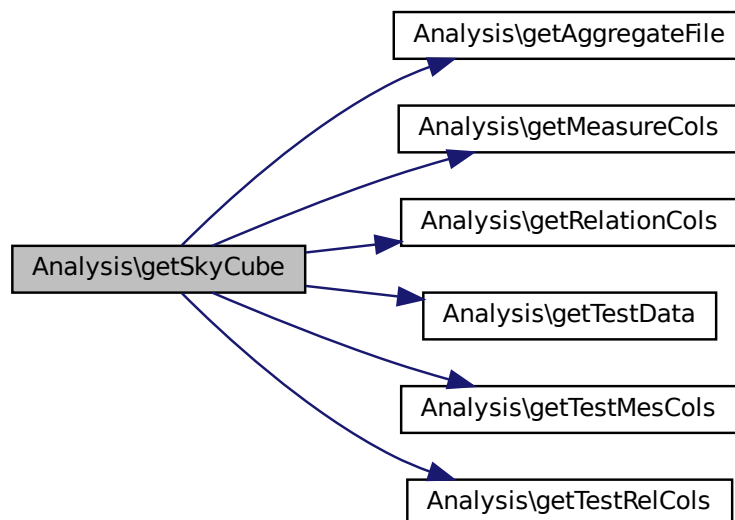 Analysis\getAggregateFile
Analysis\getMeasureCols
Analysis\getRelationCols
Analysis\getSkyCube
Analysis\getTestData
Analysis\getTestMesCols
Analysis\getTestRelCols